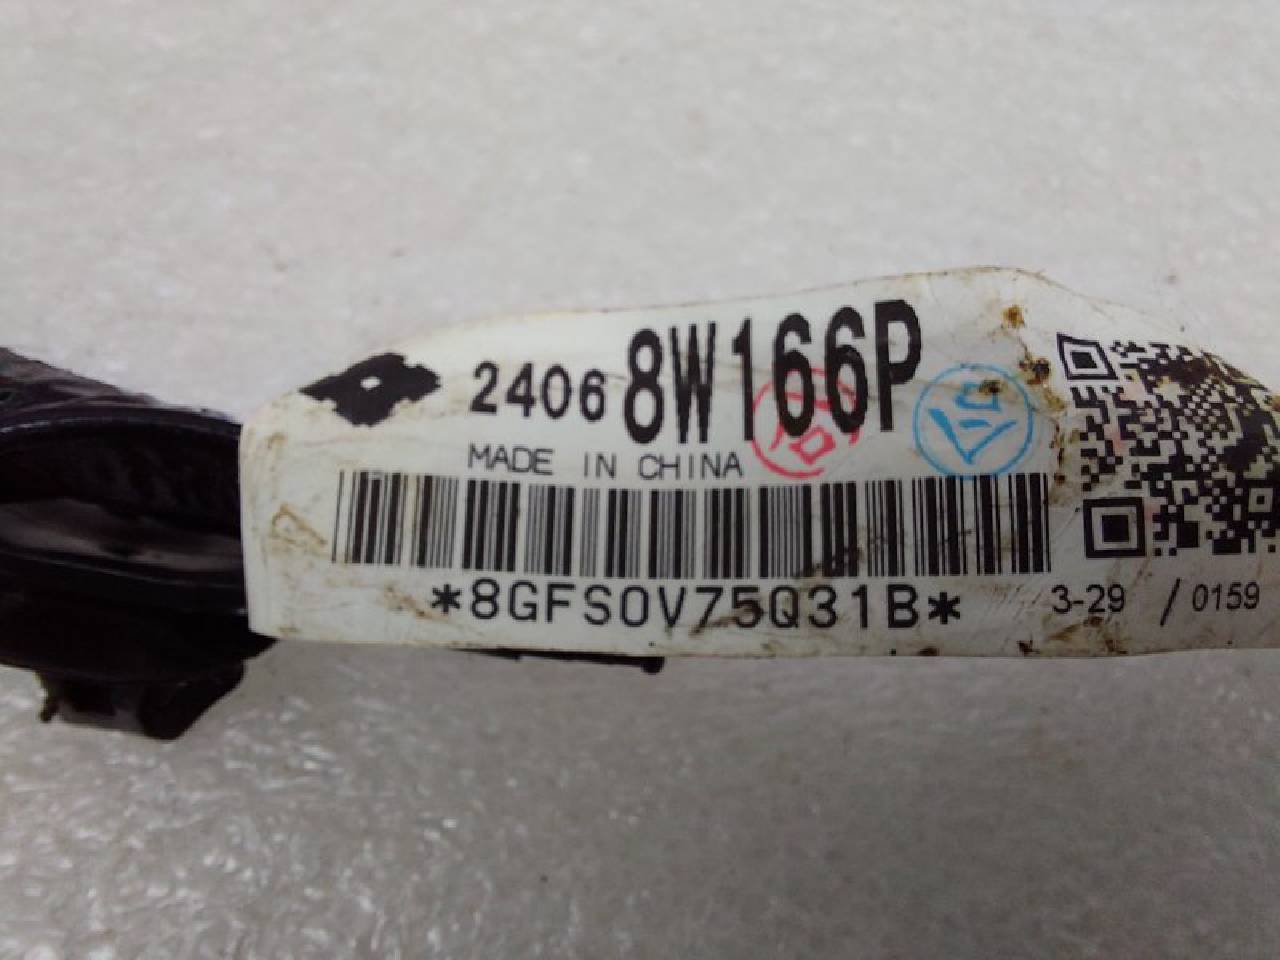 2406 8W166P
MADE IN CHINA
*8GFS0V75Q31B*
3-29 / 0159